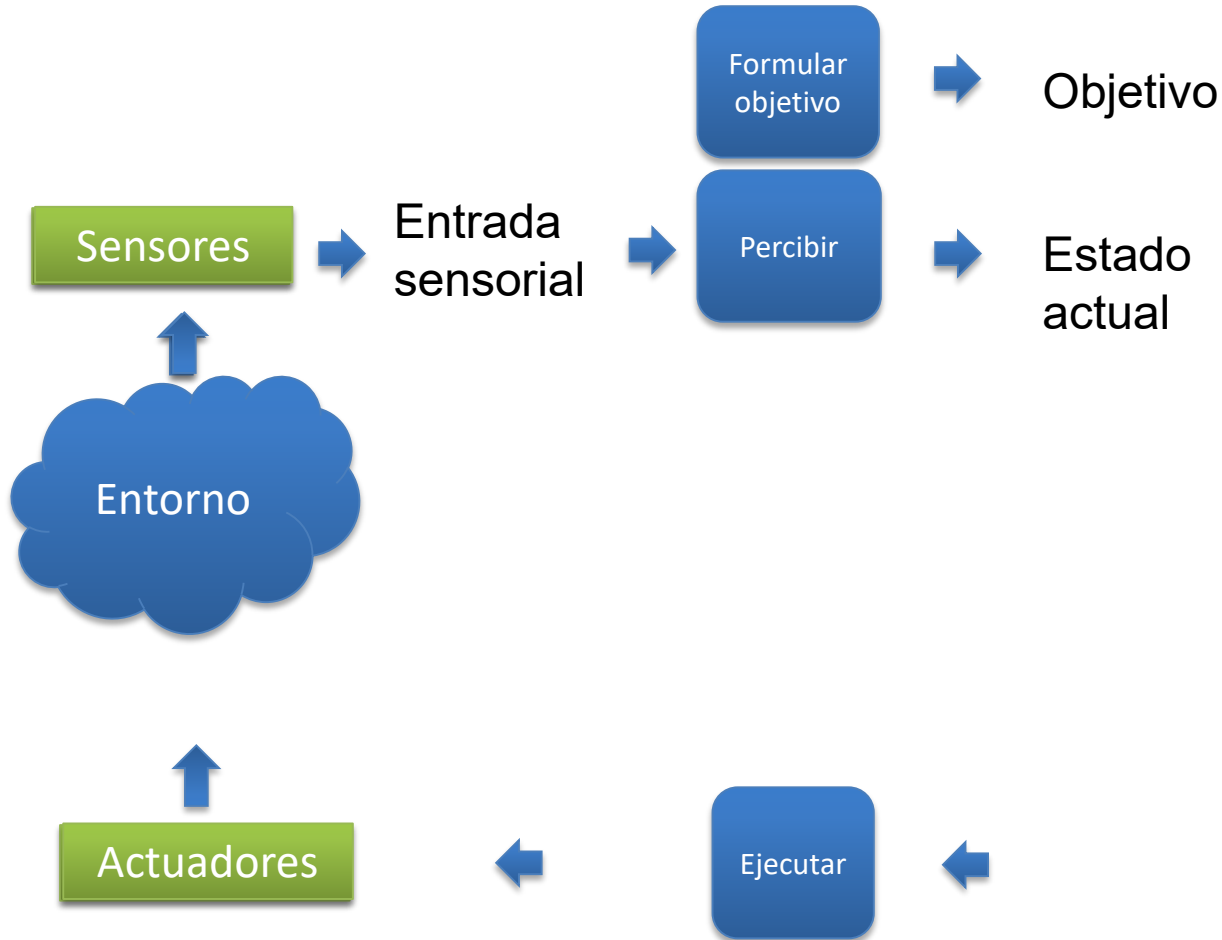 Formular
objetivo
Objetivo
Sensores
Entrada
sensorial
Percibir
Estado
actual
Entorno
Actuadores
Ejecutar